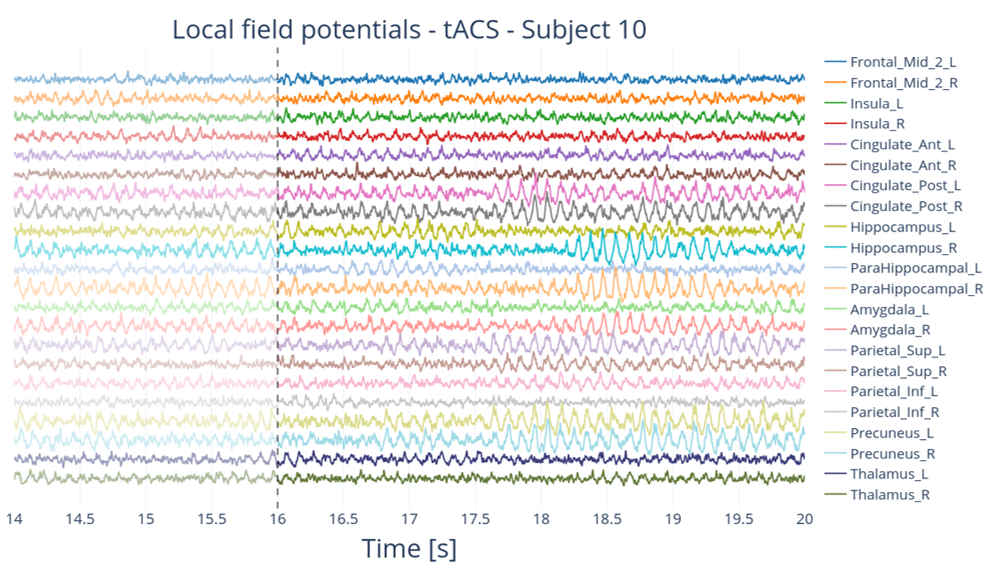 Local field potentials - tACS - Subject 10
Frontal_Mid_2_L
Frontal_Mid_2_R
Insula_L
Insula_R
Cingulate_Ant_L
Cingulate_Ant_R
Cingulate_Post_L
Cingulate_Post_R
Hippocampus_L
Hippocampus_R
ParaHippocampal_L
ParaHippocampal_R
Amygdala_L
Amygdala_R
Parietal_Sup_L
Parietal_Sup_R
Parietal_Inf_L
Parietal_Inf_R
Precuneus_L
Precuneus_R
Thalamus_L
Thalamus_R
14 14.5 15 15.5 16 16.5 17 17.5 18 18.5 19 19.5 20
Time [s]